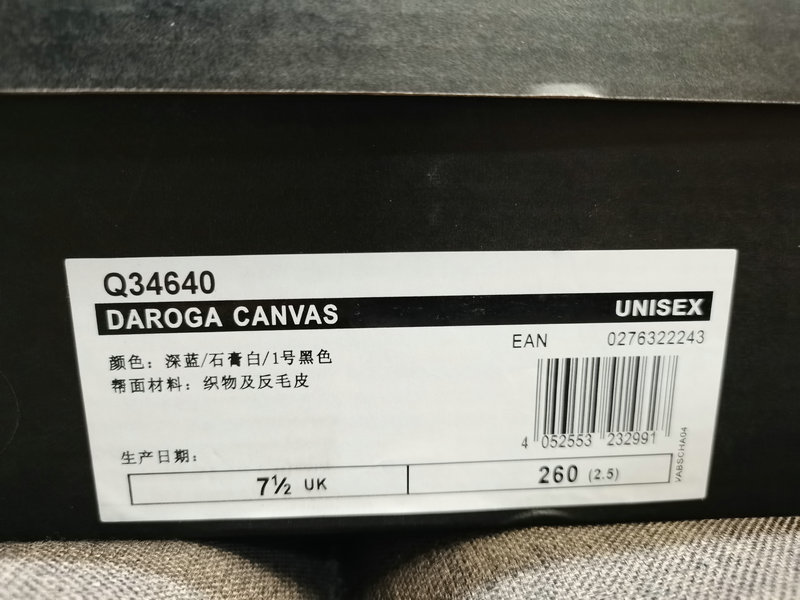 Q34640
DAROGA CANVAS UNISEX
EAN 0276322243
颜色：深蓝/石膏白/1号黑色
帮面材料：织物及反毛皮
4 052553 232991
VABSCHA04
生产日期：
7½ UK 260 (2.5)